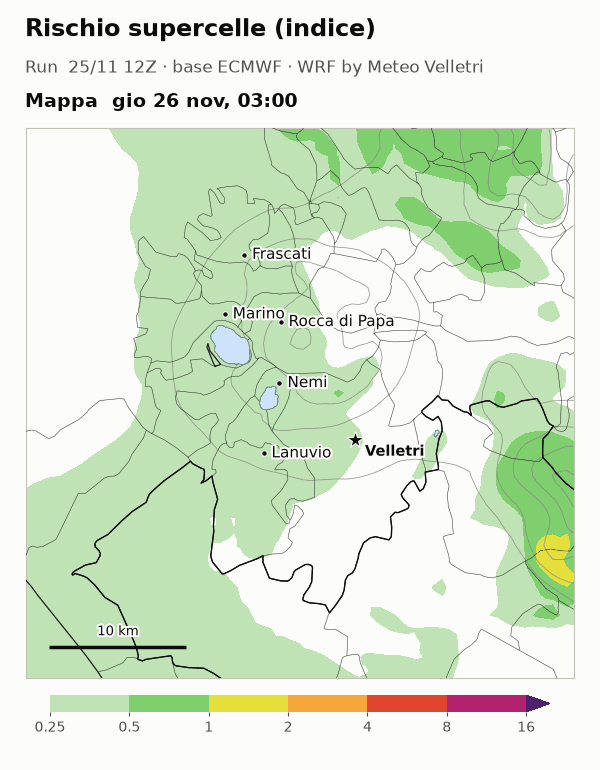 Rischio supercelle (indice)
Run  25/11 12Z · base ECMWF · WRF by Meteo Velletri
Mappa  gio 26 nov, 03:00
Frascati
Marino
Rocca di Papa
Nemi
Velletri
Lanuvio
10 km
0.25 0.5 1 2 4 8 16